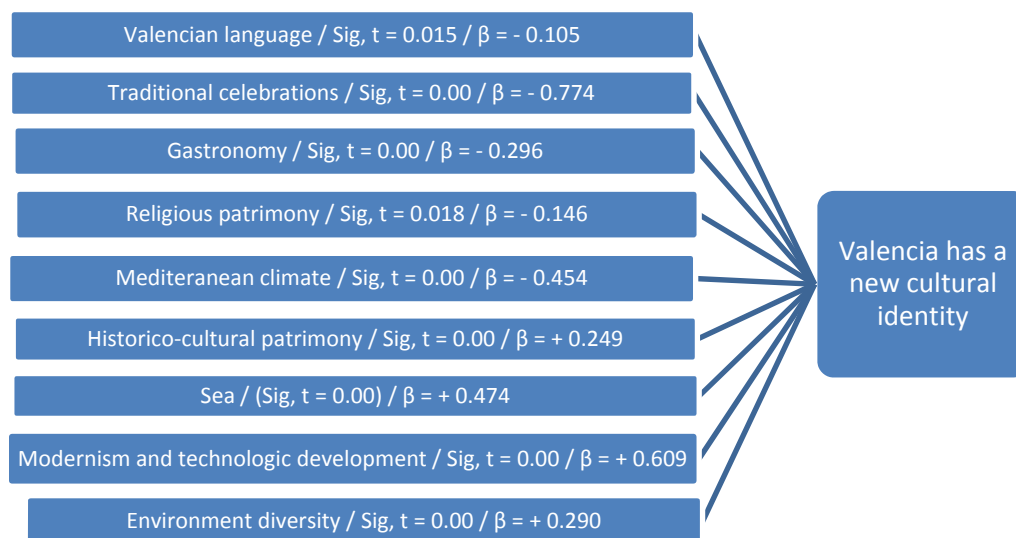 Valencian language / Sig, t = 0.015 / β = - 0.105
Traditional celebrations / Sig, t = 0.00 / β = - 0.774
Gastronomy / Sig, t = 0.00 / β = - 0.296
Religious patrimony / Sig, t = 0.018 / β = - 0.146
Mediteranean climate / Sig, t = 0.00 / β = - 0.454
Historico-cultural patrimony / Sig, t = 0.00 / β = + 0.249
Sea / (Sig, t = 0.00) / β = + 0.474
Modernism and technologic development / Sig, t = 0.00 / β = + 0.609
Environment diversity / Sig, t = 0.00 / β = + 0.290
Valencia has a
new cultural
identity